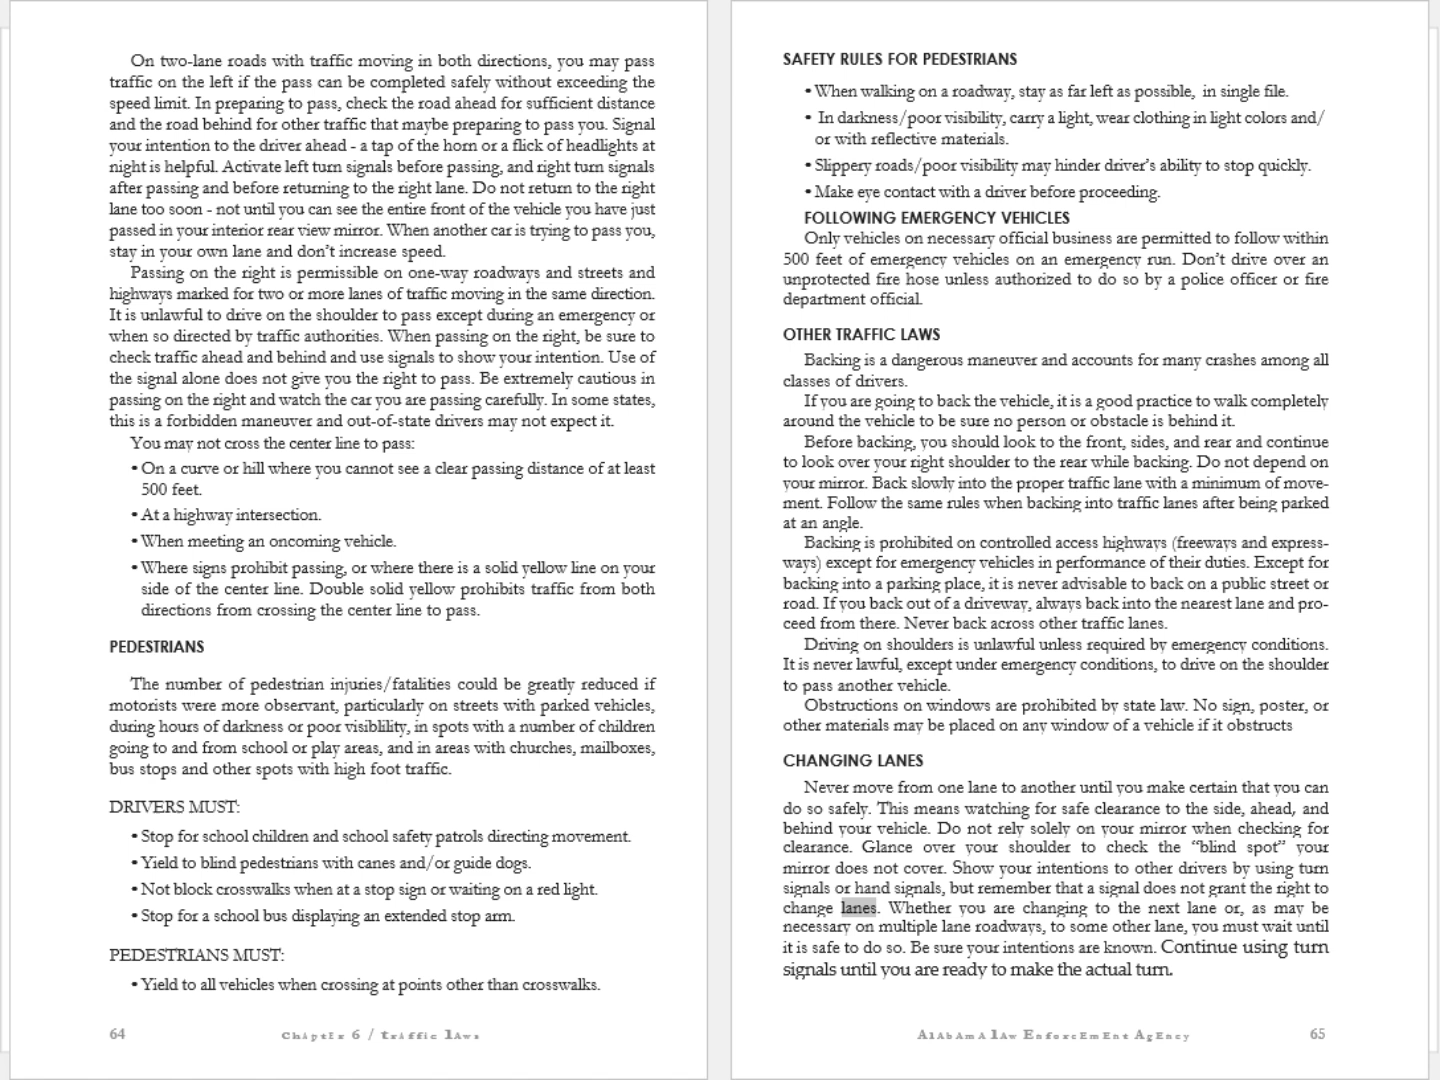 On two-lane roads with traffic moving in both directions, you may pass
traffic on the left if the pass can be completed safely without exceeding the
speed limit. In preparing to pass, check the road ahead for sufficient distance
and the road behind for other traffic that maybe preparing to pass you. Signal
your intention to the driver ahead - a tap of the horn or a flick of headlights at
night is helpful. Activate left turn signals before passing, and right turn signals
after passing and before returning to the right lane. Do not return to the right
lane too soon - not until you can see the entire front of the vehicle you have just
passed in your interior rear view mirror. When another car is trying to pass you,
stay in your own lane and don't increase speed.
Passing on the right is permissible on one-way roadways and streets and
highways marked for two or more lanes of traffic moving in the same direction.
It is unlawful to drive on the shoulder to pass except during an emergency or
when so directed by traffic authorities. When passing on the right, be sure to
check traffic ahead and behind and use signals to show your intention. Use of
the signal alone does not give you the right to pass. Be extremely cautious in
passing on the right and watch the car you are passing carefully. In some states,
this is a forbidden maneuver and out-of-state drivers may not expect it.
You may not cross the center line to pass:
• On a curve or hill where you cannot see a clear passing distance of at least
500 feet.
• At a highway intersection.
• When meeting an oncoming vehicle.
• Where signs prohibit passing, or where there is a solid yellow line on your
side of the center line. Double solid yellow prohibits traffic from both
directions from crossing the center line to pass.
PEDESTRIANS
The number of pedestrian injuries/fatalities could be greatly reduced if
motorists were more observant, particularly on streets with parked vehicles,
during hours of darkness or poor visiblility, in spots with a number of children
going to and from school or play areas, and in areas with churches, mailboxes,
bus stops and other spots with high foot traffic.
DRIVERS MUST:
• Stop for school children and school safety patrols directing movement.
• Yield to blind pedestrians with canes and/or guide dogs.
• Not block crosswalks when at a stop sign or waiting on a red light.
• Stop for a school bus displaying an extended stop arm.
PEDESTRIANS MUST:
• Yield to all vehicles when crossing at points other than crosswalks.
64 Chapter 6 / Traffic Laws
SAFETY RULES FOR PEDESTRIANS
• When walking on a roadway, stay as far left as possible, in single file.
• In darkness/poor visibility, carry a light, wear clothing in light colors and/
or with reflective materials.
• Slippery roads/poor visibility may hinder driver's ability to stop quickly.
• Make eye contact with a driver before proceeding.
FOLLOWING EMERGENCY VEHICLES
Only vehicles on necessary official business are permitted to follow within
500 feet of emergency vehicles on an emergency run. Don't drive over an
unprotected fire hose unless authorized to do so by a police officer or fire
department official.
OTHER TRAFFIC LAWS
Backing is a dangerous maneuver and accounts for many crashes among all
classes of drivers.
If you are going to back the vehicle, it is a good practice to walk completely
around the vehicle to be sure no person or obstacle is behind it.
Before backing, you should look to the front, sides, and rear and continue
to look over your right shoulder to the rear while backing. Do not depend on
your mirror. Back slowly into the proper traffic lane with a minimum of move-
ment. Follow the same rules when backing into traffic lanes after being parked
at an angle.
Backing is prohibited on controlled access highways (freeways and express-
ways) except for emergency vehicles in performance of their duties. Except for
backing into a parking place, it is never advisable to back on a public street or
road. If you back out of a driveway, always back into the nearest lane and pro-
ceed from there. Never back across other traffic lanes.
Driving on shoulders is unlawful unless required by emergency conditions.
It is never lawful, except under emergency conditions, to drive on the shoulder
to pass another vehicle.
Obstructions on windows are prohibited by state law. No sign, poster, or
other materials may be placed on any window of a vehicle if it obstructs
CHANGING LANES
Never move from one lane to another until you make certain that you can
do so safely. This means watching for safe clearance to the side, ahead, and
behind your vehicle. Do not rely solely on your mirror when checking for
clearance. Glance over your shoulder to check the "blind spot" your
mirror does not cover. Show your intentions to other drivers by using turn
signals or hand signals, but remember that a signal does not grant the right to
change lanes. Whether you are changing to the next lane or, as may be
necessary on multiple lane roadways, to some other lane, you must wait until
it is safe to do so. Be sure your intentions are known. Continue using turn
signals until you are ready to make the actual turn.
Alabama Law Enforcement Agency 65